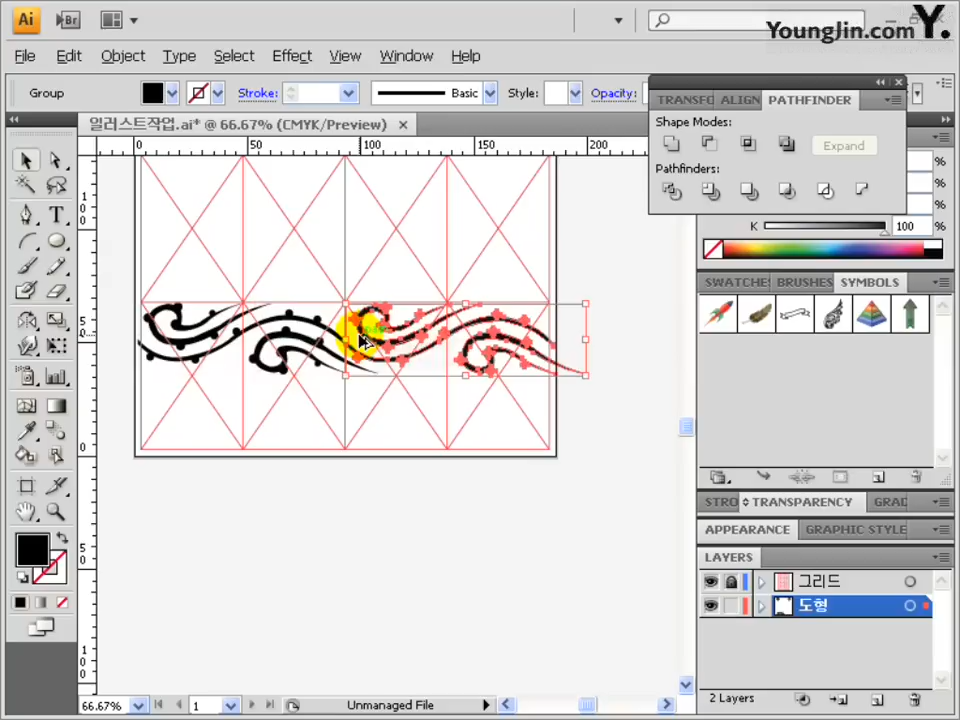 Ai Br
YoungJin.com Y.
File Edit Object Type Select Effect View Window Help
Group Stroke: Basic Style: Opacity:
TRANSFO ALIGN PATHFINDER
Shape Modes:
Expand
Pathfinders:
일러스트작업.ai* @ 66.67% (CMYK/Preview)
0 50 100 150 200
%
%
%
K 100 %
SWATCHE BRUSHES SYMBOLS
STRO TRANSPARENCY GRAD
APPEARANCE GRAPHIC STYLE
LAYERS
그리드
도형
2 Layers
66.67% 1 Unmanaged File